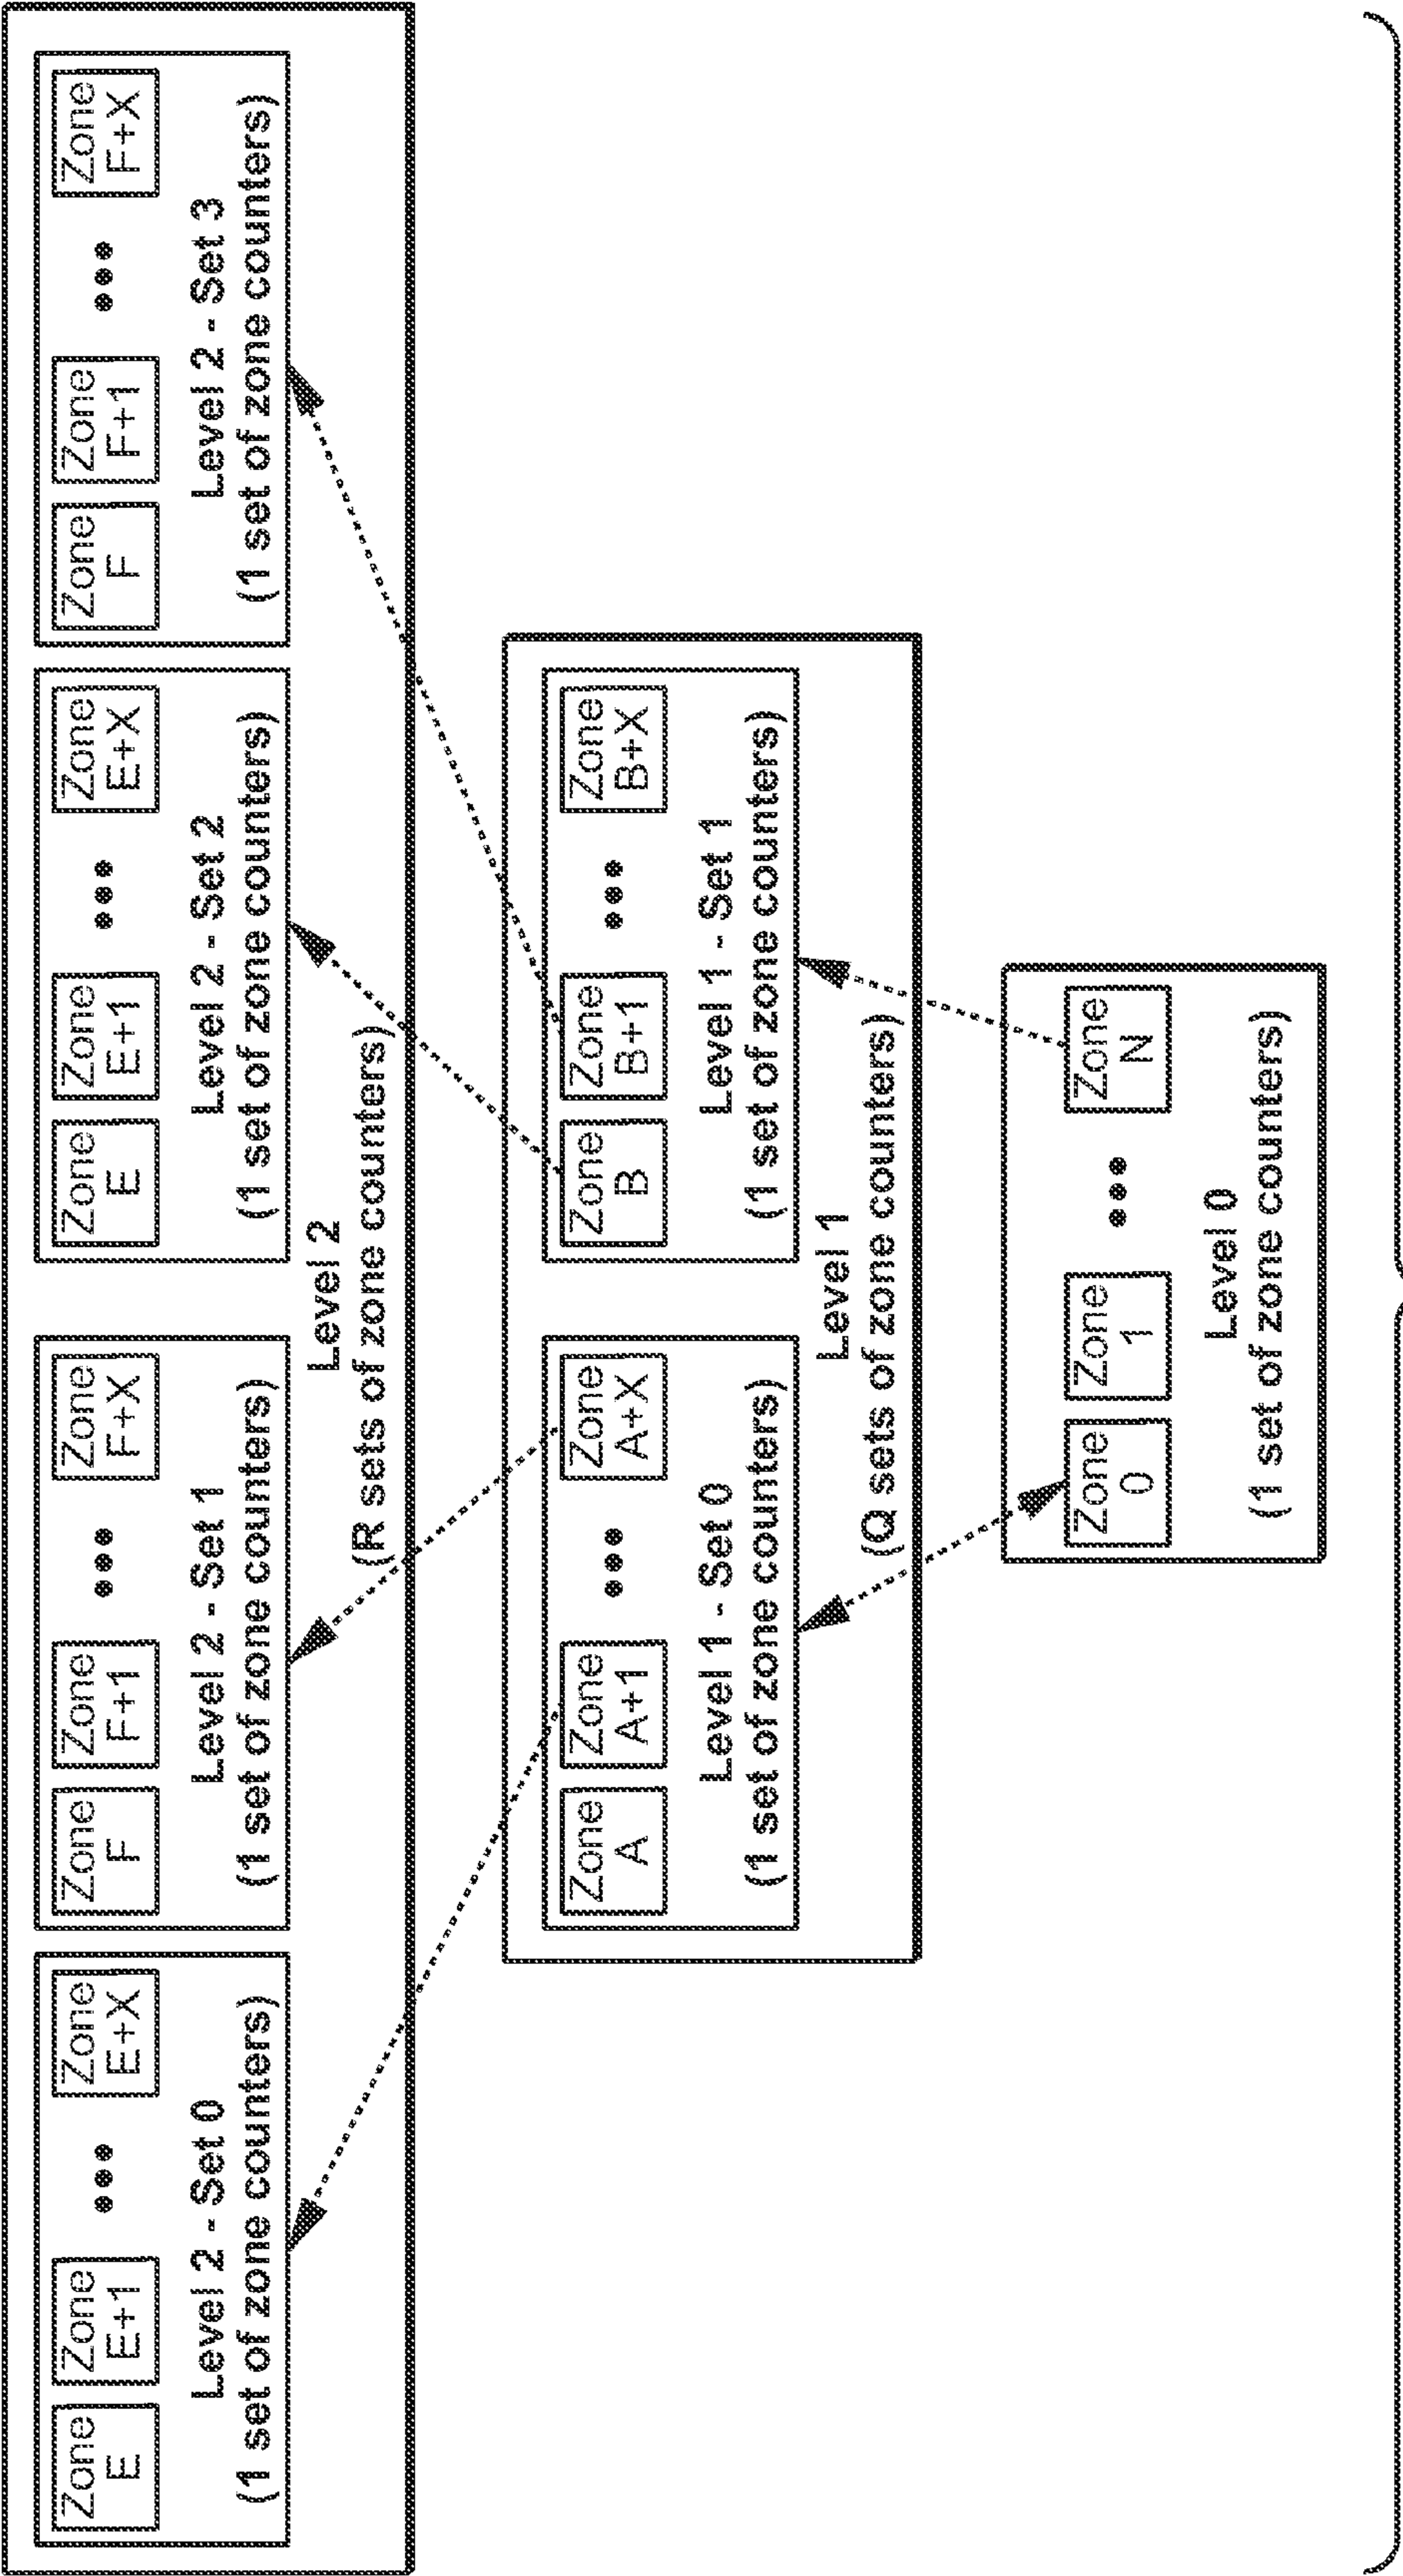 Zone
E
Zone
E+1
Zone
E+X
Level 2 - Set 0
(1 set of zone counters)
Zone
F
Zone
F+1
Zone
F+X
Level 2 - Set 1
(1 set of zone counters)
Zone
E
Zone
E+1
Zone
E+X
Level 2 - Set 2
(1 set of zone counters)
Zone
F
Zone
F+1
Zone
F+X
Level 2 - Set 3
(1 set of zone counters)
Level 2
(R sets of zone counters)
Zone
A
Zone
A+1
Zone
A+X
Level 1 - Set 0
(1 set of zone counters)
Zone
B
Zone
B+1
Zone
B+X
Level 1 - Set 1
(1 set of zone counters)
Level 1
(Q sets of zone counters)
Zone
0
Zone
1
Zone
N
Level 0
(1 set of zone counters)